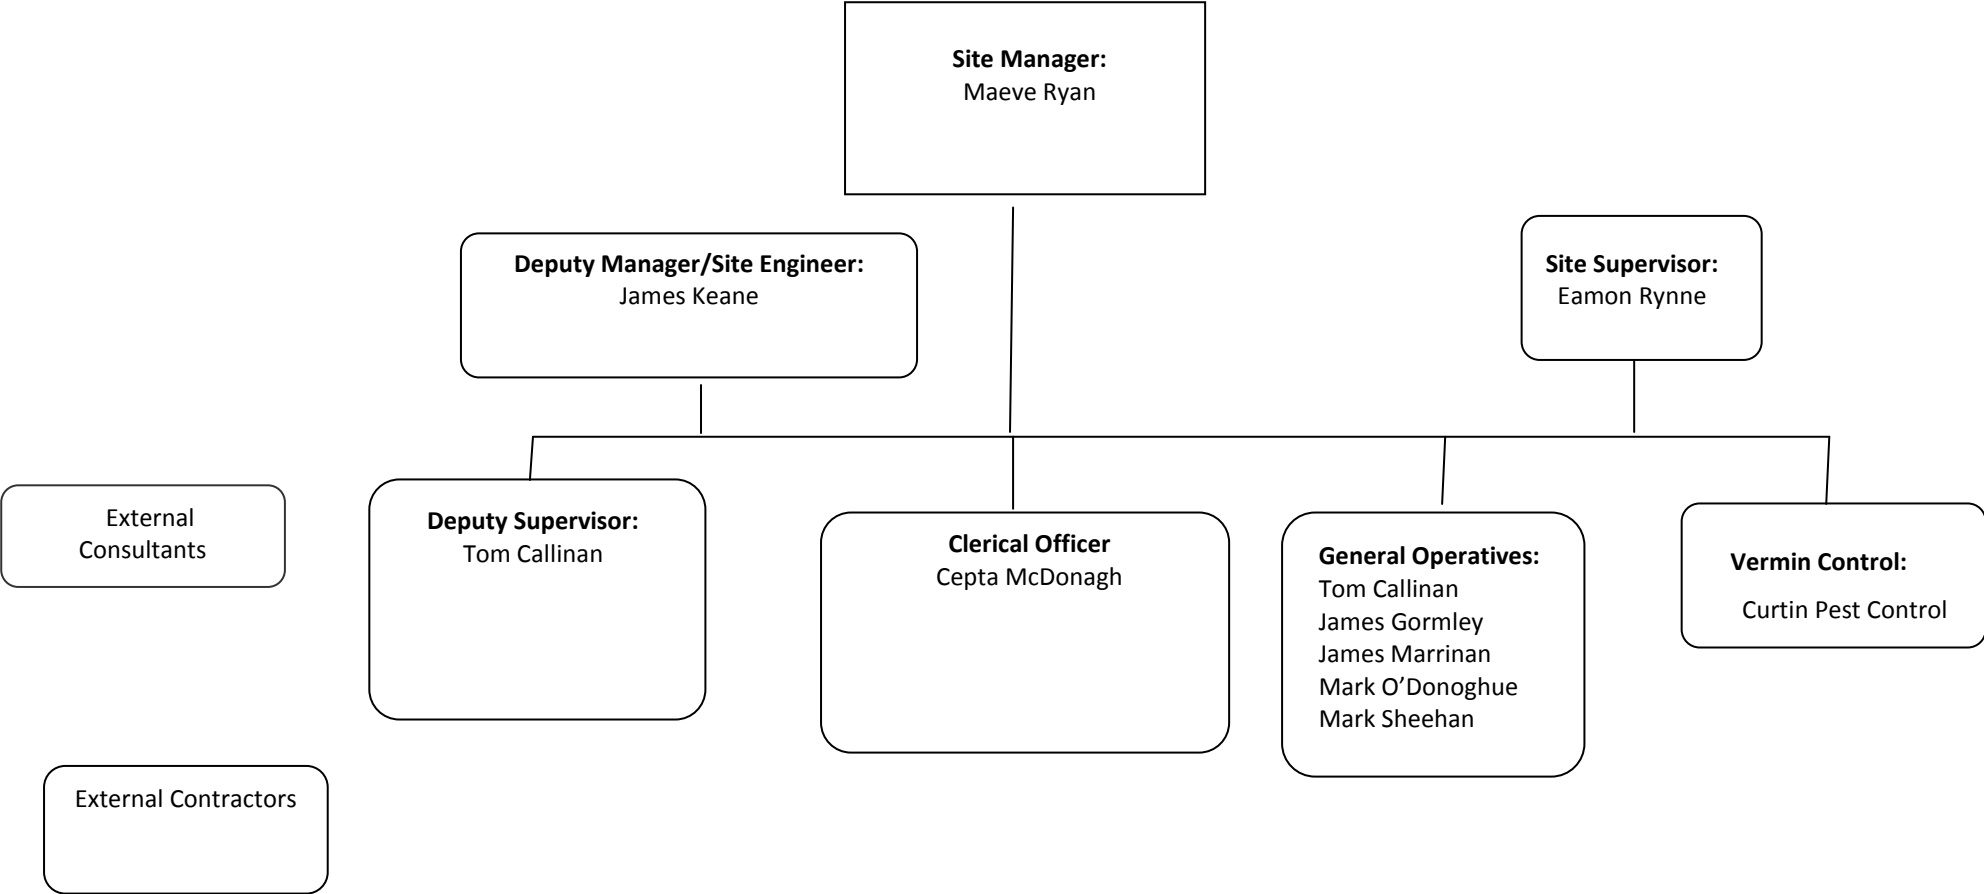 Site Manager:
Maeve Ryan
Deputy Manager/Site Engineer:
James Keane
Site Supervisor:
Eamon Rynne
External
Consultants
Deputy Supervisor:
Tom Callinan
Clerical Officer
Cepta McDonagh
General Operatives:
Tom Callinan
James Gormley
James Marrinan
Mark O’Donoghue
Mark Sheehan
Vermin Control:
Curtin Pest Control
External Contractors